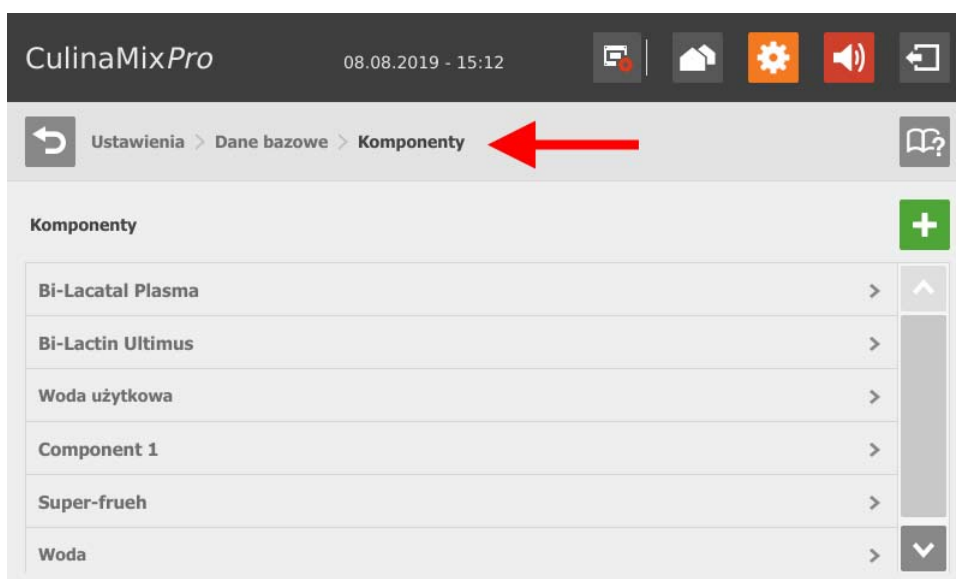 CulinaMixPro 08.08.2019 - 15:12
Ustawienia > Dane bazowe > Komponenty
Komponenty
Bi-Lacatal Plasma
Bi-Lactin Ultimus
Woda użytkowa
Component 1
Super-frueh
Woda